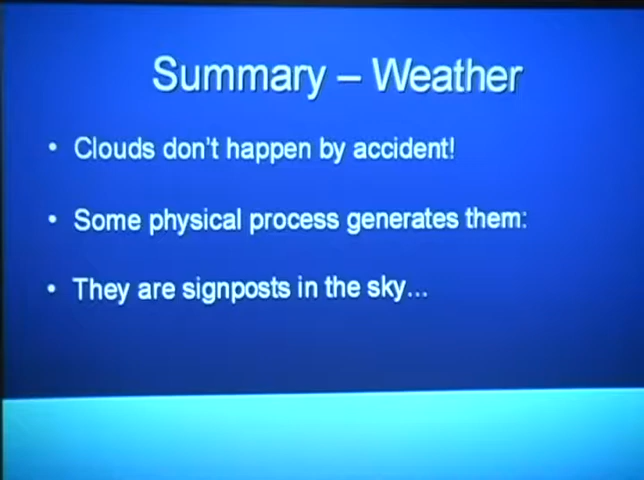 Summary – Weather
• Clouds don't happen by accident!
• Some physical process generates them:
• They are signposts in the sky...